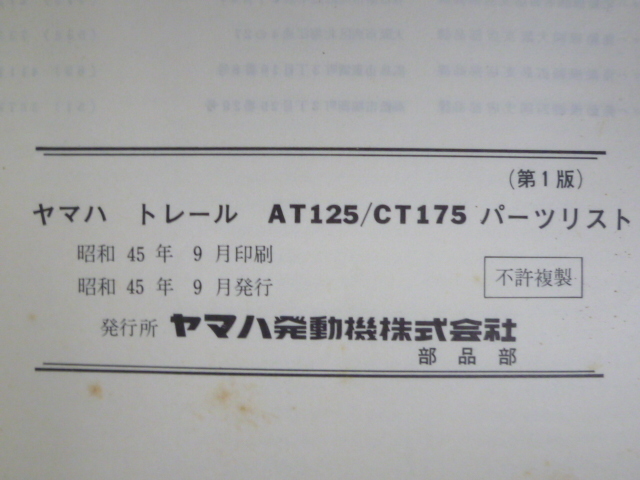 (第1版)
ヤマハ トレール AT125/CT175 パーツリスト
昭和 45 年 9 月印刷
昭和 45 年 9 月発行
不許複製
発行所 ヤマハ発動機株式会社
部 品 部